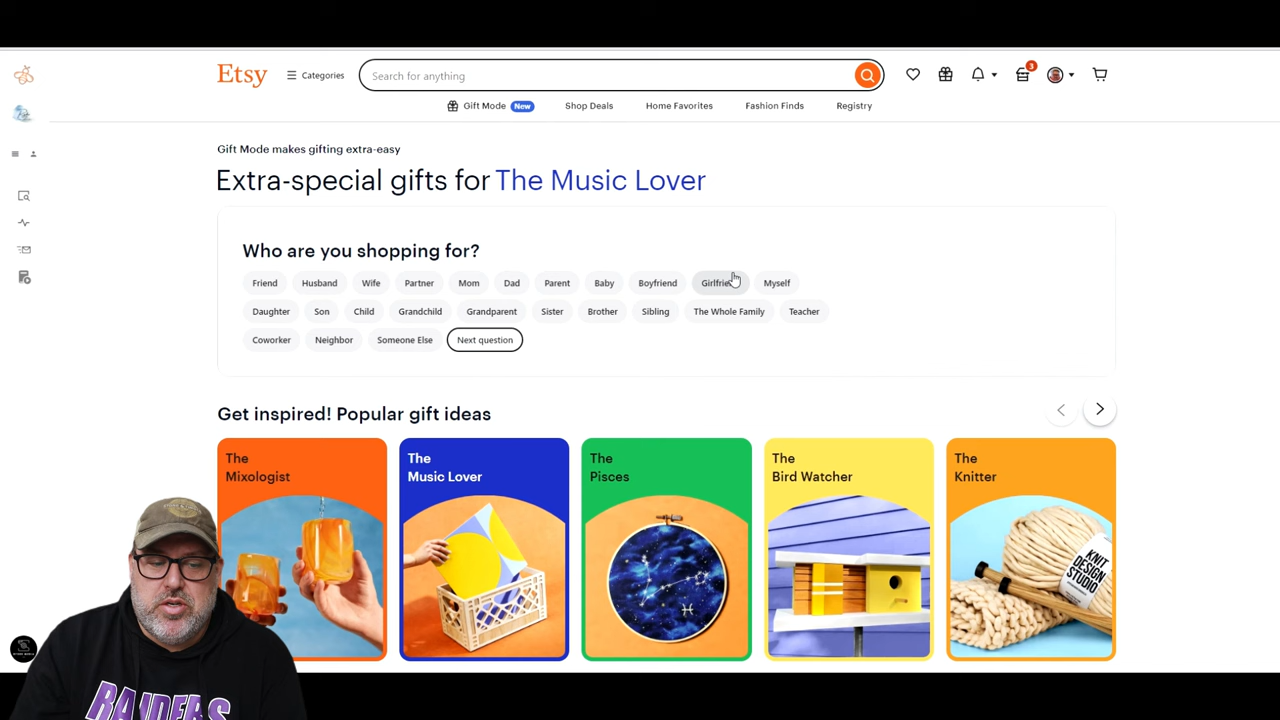 Etsy
Categories
Search for anything
3
Gift Mode New
Shop Deals
Home Favorites
Fashion Finds
Registry
Gift Mode makes gifting extra-easy
Extra-special gifts for The Music Lover
Who are you shopping for?
Friend Husband Wife Partner Mom Dad Parent Baby Boyfriend Myself
Daughter Son Child Grandchild Grandparent Sister Brother Sibling The Whole Family Teacher
Coworker Neighbor Someone Else Next question
Get inspired! Popular gift ideas
The
Mixologist
The
Music Lover
The
Pisces
The
Bird Watcher
The
Knitter
KNIT
DESIGN
STUDIO
RAIDERS